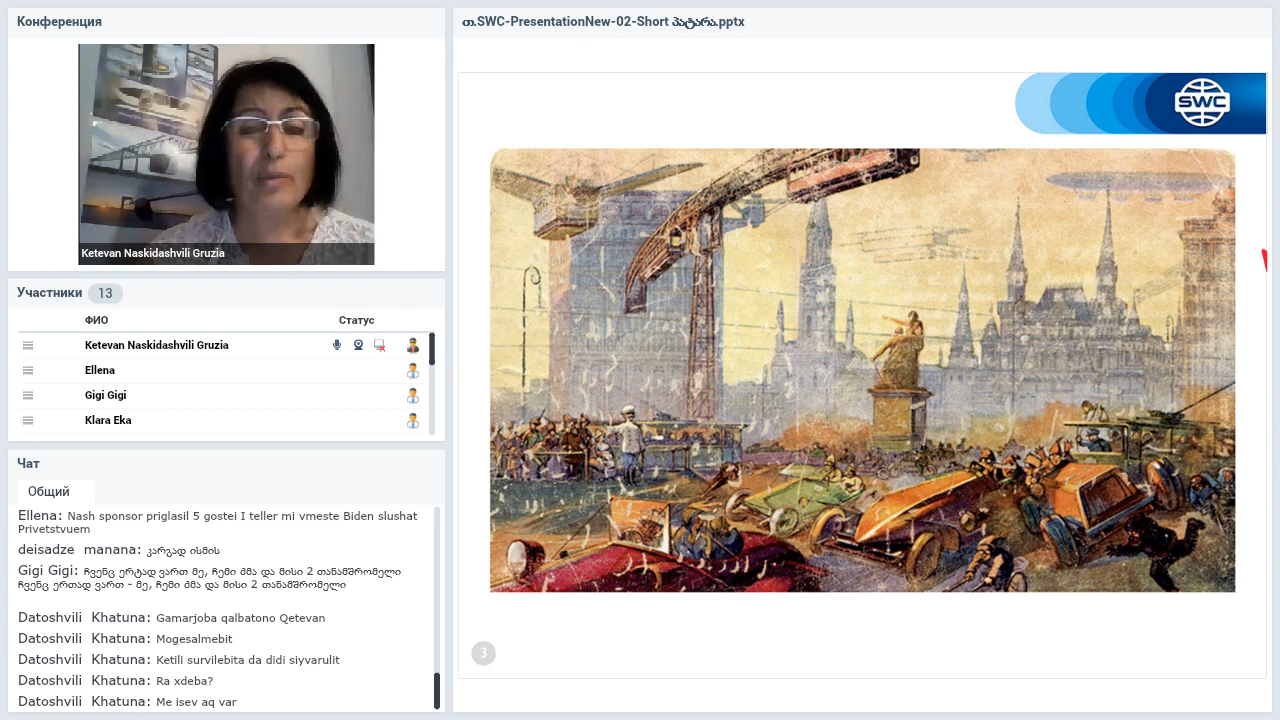 Конференция
Ketevan Naskidashvili Gruzia
Участники 13
ФИО Статус
Ketevan Naskidashvili Gruzia
Ellena
Gigi Gigi
Klara Eka
Чат
Общий
Ellena: Nash sponsor priglasil 5 gostei I teller mi vmeste Biden slushat
Privetstvuem
deisadze manana: კარგად ისმის
Gigi Gigi: ჩვენც ერტად ვართ მე, ჩემი ძმა და მისი 2 თანამშრომელი
ჩვენც ერთად ვართ - მე, ჩემი ძმა და მისი 2 თანამშრომელი
Datoshvili Khatuna: Gamarjoba qalbatono Qetevan
Datoshvili Khatuna: Mogesalmebit
Datoshvili Khatuna: Ketili survilebita da didi siyvarulit
Datoshvili Khatuna: Ra xdeba?
Datoshvili Khatuna: Me isev aq var
თ.SWC-PresentationNew-02-Short პატარა.pptx
SWC
3